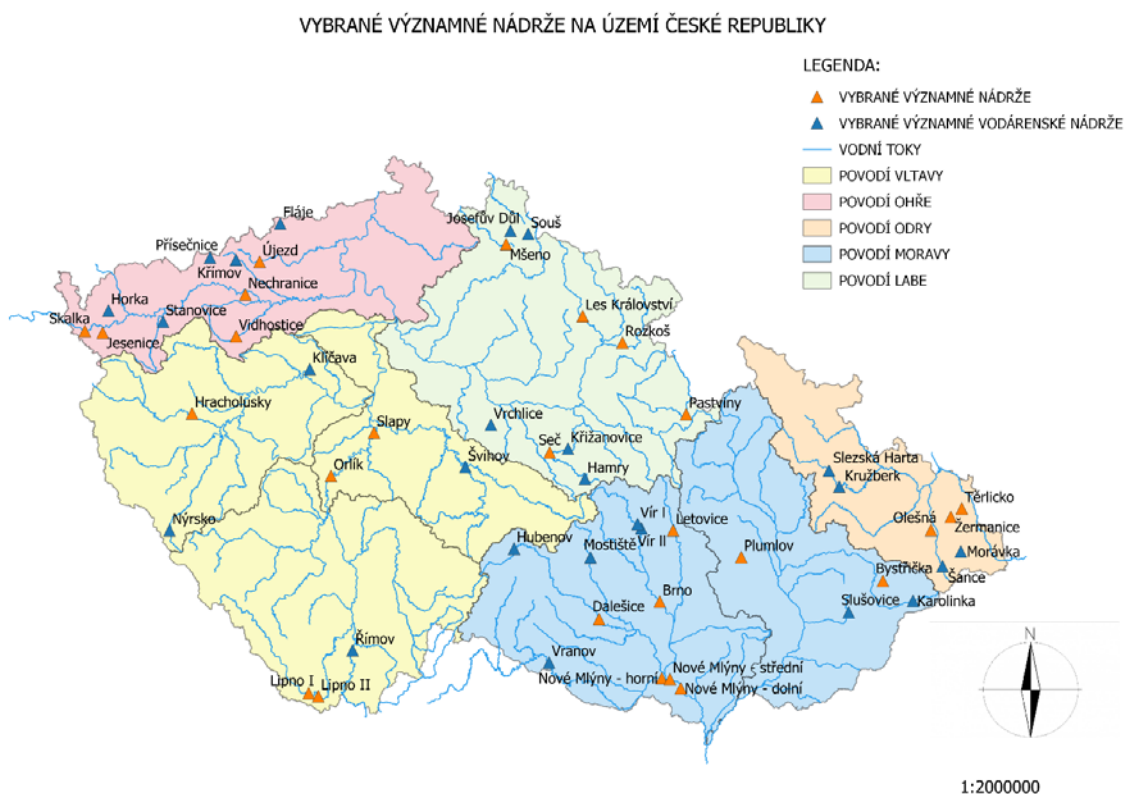 VYBRANÉ VÝZNAMNÉ NÁDRŽE NA ÚZEMÍ ČESKÉ REPUBLIKY
LEGENDA:
VYBRANÉ VÝZNAMNÉ NÁDRŽE
VYBRANÉ VÝZNAMNÉ VODÁRENSKÉ NÁDRŽE
VODNÍ TOKY
POVODÍ VLTAVY
POVODÍ OHŘE
POVODÍ ODRY
POVODÍ MORAVY
POVODÍ LABE
Fláje
Josefův Důl
Souš
Přísečnice
Újezd
Mšeno
Křímov
Nechranice
Horka
Stanovice
Les Království
Skalka
Jesenice
Vidhostice
Rozkoš
Klíčava
Hracholusky
Pastviny
Slapy
Vrchlice
Seč
Křižanovice
Švihov
Orlík
Hamry
Slezská Harta
Kružberk
Těrlicko
Nýrsko
Vír I
Letovice
Olešná
Žermanice
Hubenov
Mostiště
Vír II
Plumlov
Morávka
Bystřička
Šance
Brno
Slušovice
Karolinka
Dalešice
Římov
Vranov
Nové Mlýny - střední
Nové Mlýny - horní
Lipno I
Lipno II
Nové Mlýny - dolní
N
1:2000000